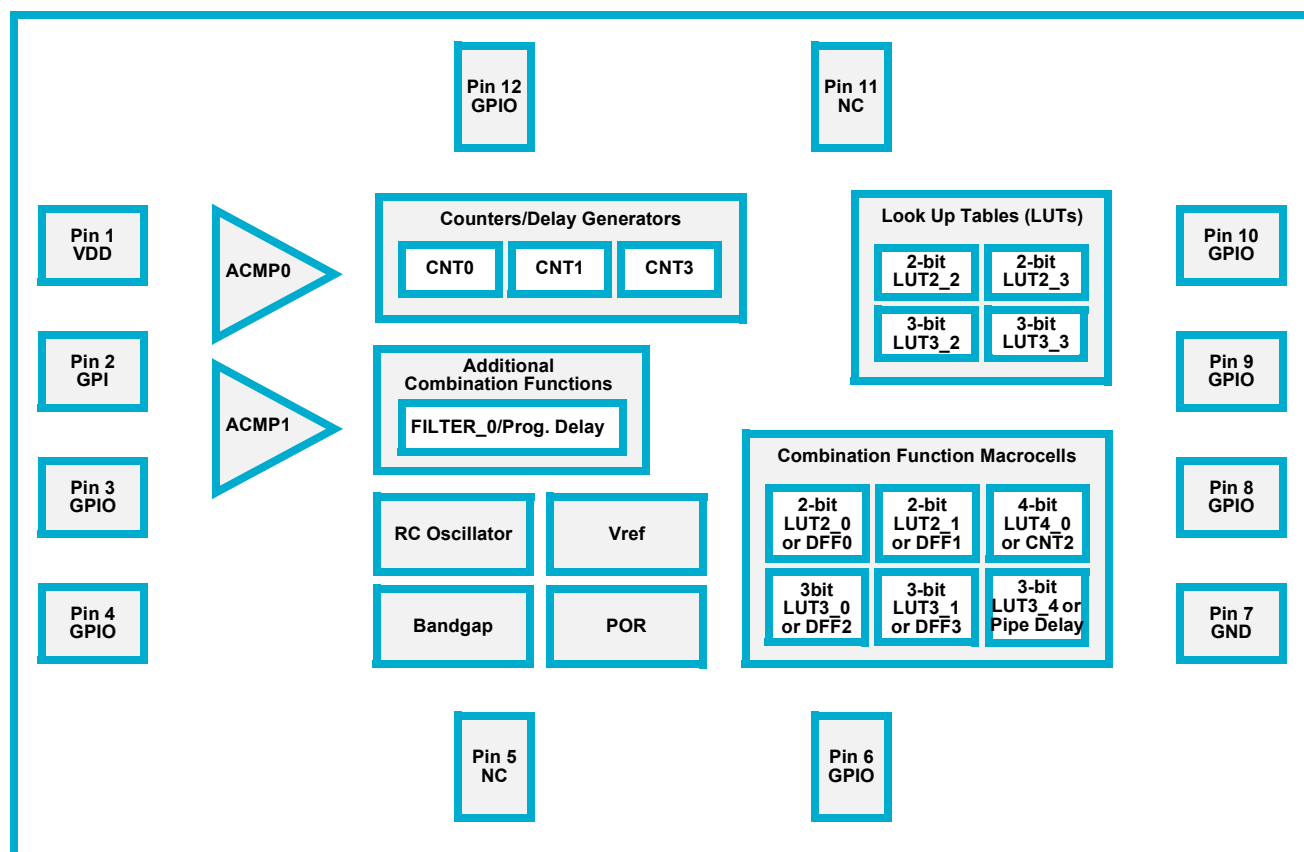 Pin 12
GPIO
Pin 11
NC
Pin 1
VDD
Pin 2
GPI
Pin 3
GPIO
Pin 4
GPIO
ACMP0
ACMP1
Counters/Delay Generators
CNT0
CNT1
CNT3
Additional
Combination Functions
FILTER_0/Prog. Delay
RC Oscillator
Vref
Bandgap
POR
Look Up Tables (LUTs)
2-bit
LUT2_2
2-bit
LUT2_3
3-bit
LUT3_2
3-bit
LUT3_3
Combination Function Macrocells
2-bit
LUT2_0
or DFF0
2-bit
LUT2_1
or DFF1
4-bit
LUT4_0
or CNT2
3bit
LUT3_0
or DFF2
3-bit
LUT3_1
or DFF3
3-bit
LUT3_4 or
Pipe Delay
Pin 10
GPIO
Pin 9
GPIO
Pin 8
GPIO
Pin 7
GND
Pin 5
NC
Pin 6
GPIO